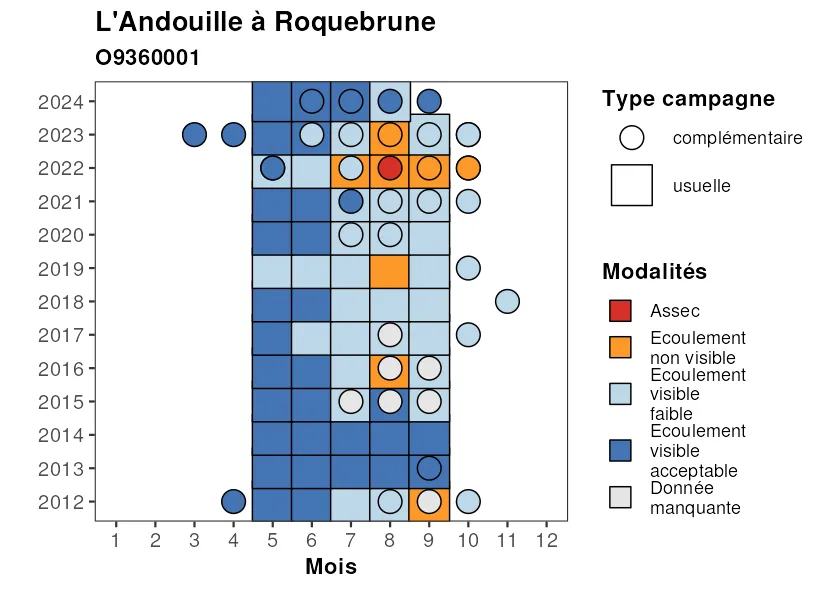 L'Andouille à Roquebrune
O9360001
2024
2023
2022
2021
2020
2019
2018
2017
2016
2015
2014
2013
2012
1 2 3 4 5 6 7 8 9 10 11 12
Mois
Type campagne
complémentaire
usuelle
Modalités
Assec
Ecoulement
non visible
Ecoulement
visible
faible
Ecoulement
visible
acceptable
Donnée
manquante